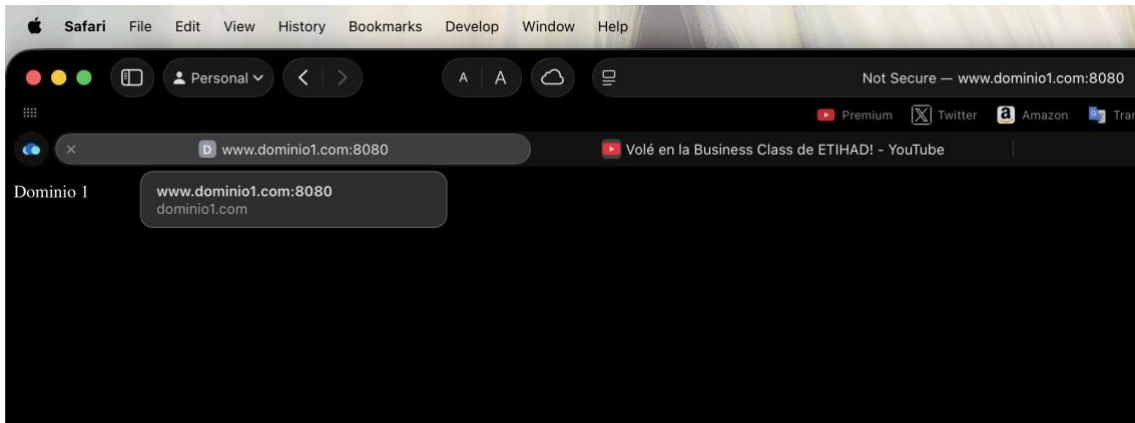 Safari File Edit View History Bookmarks Develop Window Help
Personal A A Not Secure — www.dominio1.com:8080
Premium Twitter a Amazon Tran
D www.dominio1.com:8080 Volé en la Business Class de ETIHAD! - YouTube
Dominio 1
www.dominio1.com:8080
dominio1.com